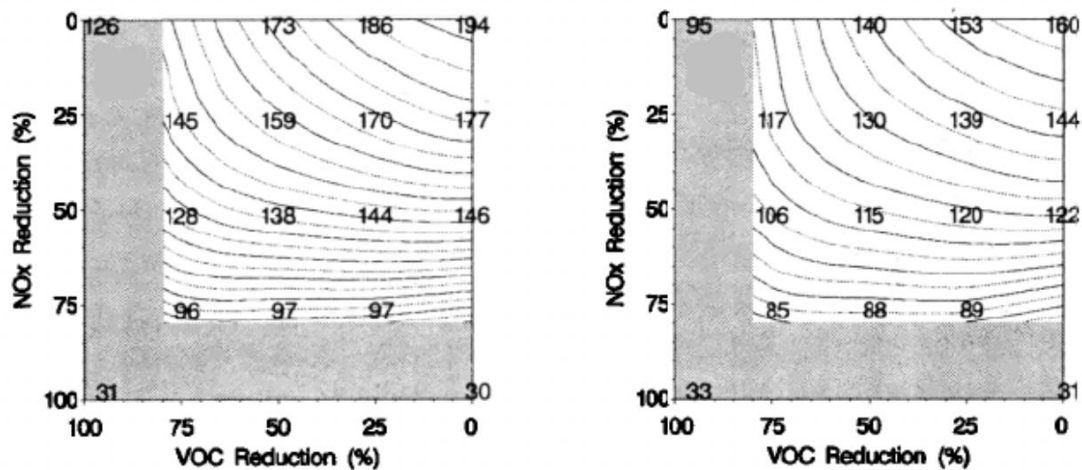 0 126 173 186 194
25 145 159 170 177
50 128 138 144 146
75 96 97 97
100 31 30
100 75 50 25 0
VOC Reduction (%)
NOx Reduction (%)
0 95 140 153 160
25 117 130 139 144
50 106 115 120 122
75 85 88 89
100 33 31
100 75 50 25 0
VOC Reduction (%)
NOx Reduction (%)